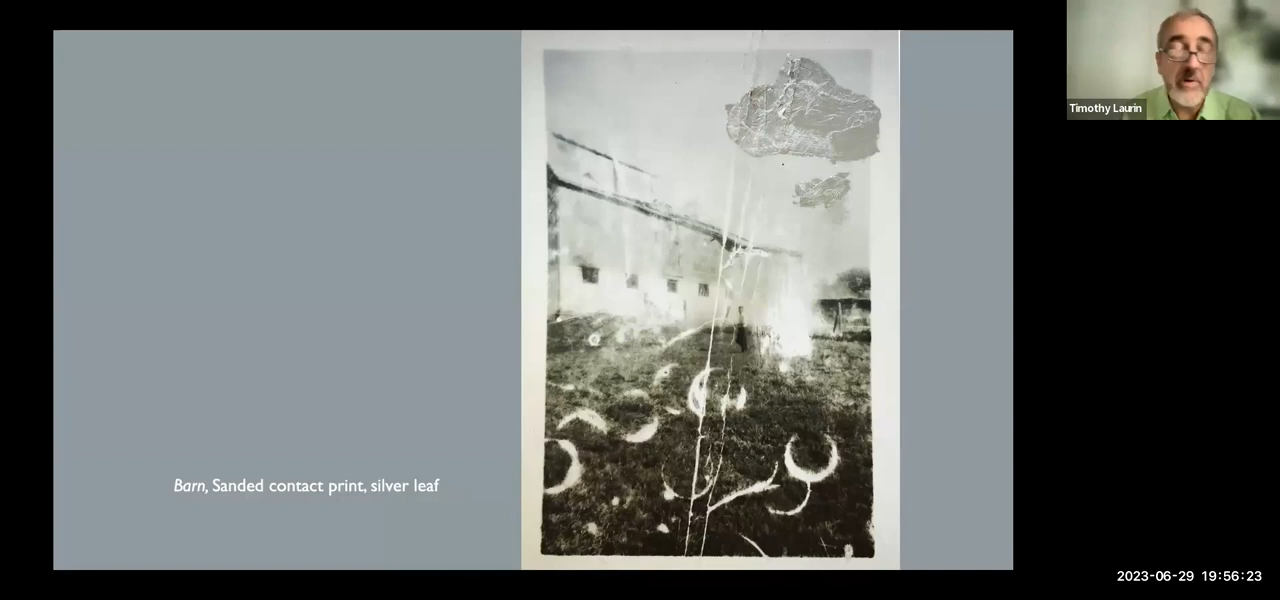 Timothy Laurin
Barn, Sanded contact print, silver leaf
2023-06-29 19:56:23